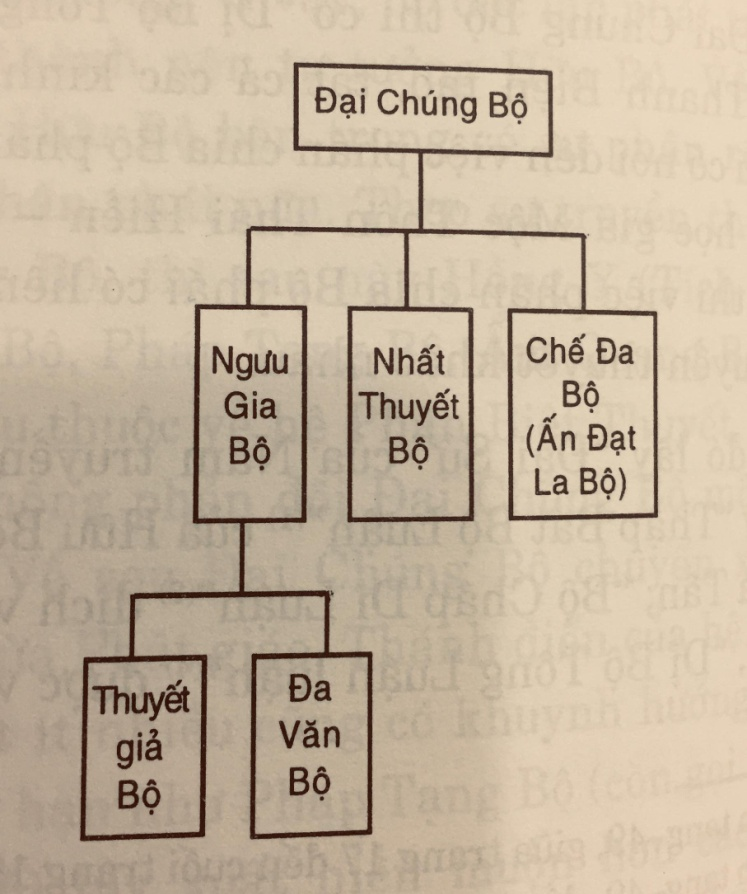 Đại Chúng Bộ
Ngưu
Gia
Bộ
Nhất
Thuyết
Bộ
Chế Đa
Bộ
(Ấn Đạt
La Bộ)
Thuyết
giả
Bộ
Đa
Văn
Bộ